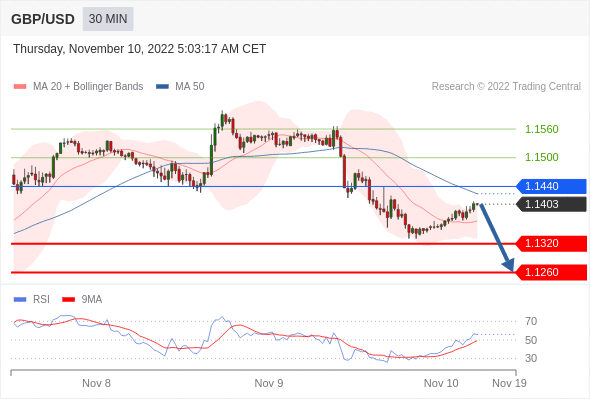 GBP/USD 30 MIN
Thursday, November 10, 2022 5:03:17 AM CET
MA 20 + Bollinger Bands MA 50 Research © 2022 Trading Central
1.1560
1.1500
1.1440
1.1403
1.1320
1.1260
RSI 9MA
70
50
30
Nov 8 Nov 9 Nov 10 Nov 19